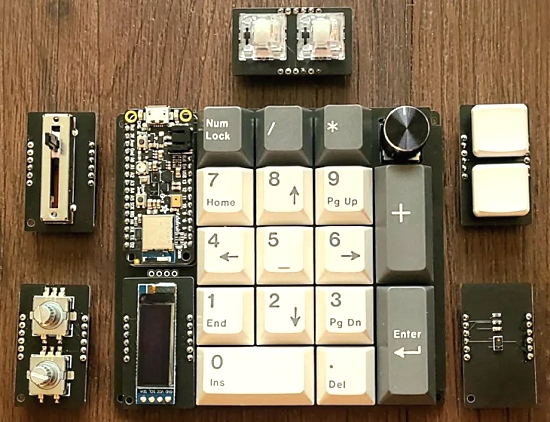 Num
Lock
/
*
7
Home
8
↑
9
Pg Up
+
4
←
5
_
6
→
1
End
2
↓
3
Pg Dn
Enter
0
Ins
.
Del